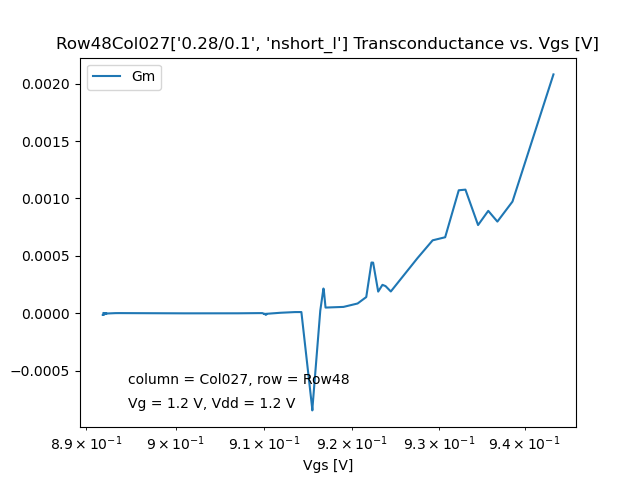 Row48Col027['0.28/0.1', 'nshort_l'] Transconductance vs. Vgs [V]
Gm
0.0020
0.0015
0.0010
0.0005
0.0000
−0.0005
column = Col027, row = Row48
Vg = 1.2 V, Vdd = 1.2 V
8.9 × 10⁻¹ 9 × 10⁻¹ 9.1 × 10⁻¹ 9.2 × 10⁻¹ 9.3 × 10⁻¹ 9.4 × 10⁻¹
Vgs [V]